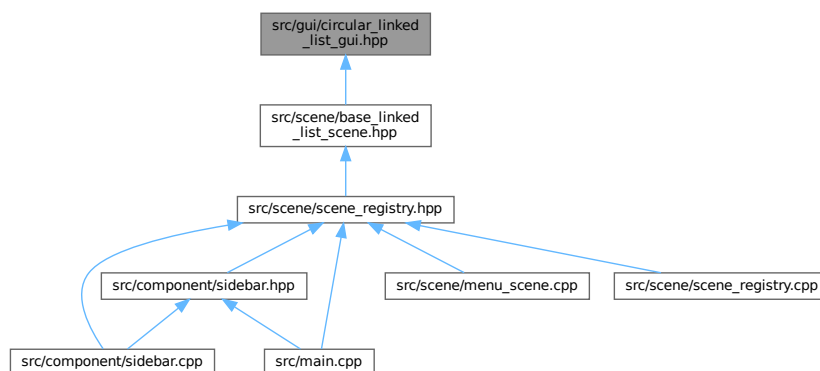 src/gui/circular_linked
_list_gui.hpp
src/scene/base_linked
_list_scene.hpp
src/scene/scene_registry.hpp
src/component/sidebar.hpp
src/scene/menu_scene.cpp
src/scene/scene_registry.cpp
src/component/sidebar.cpp
src/main.cpp